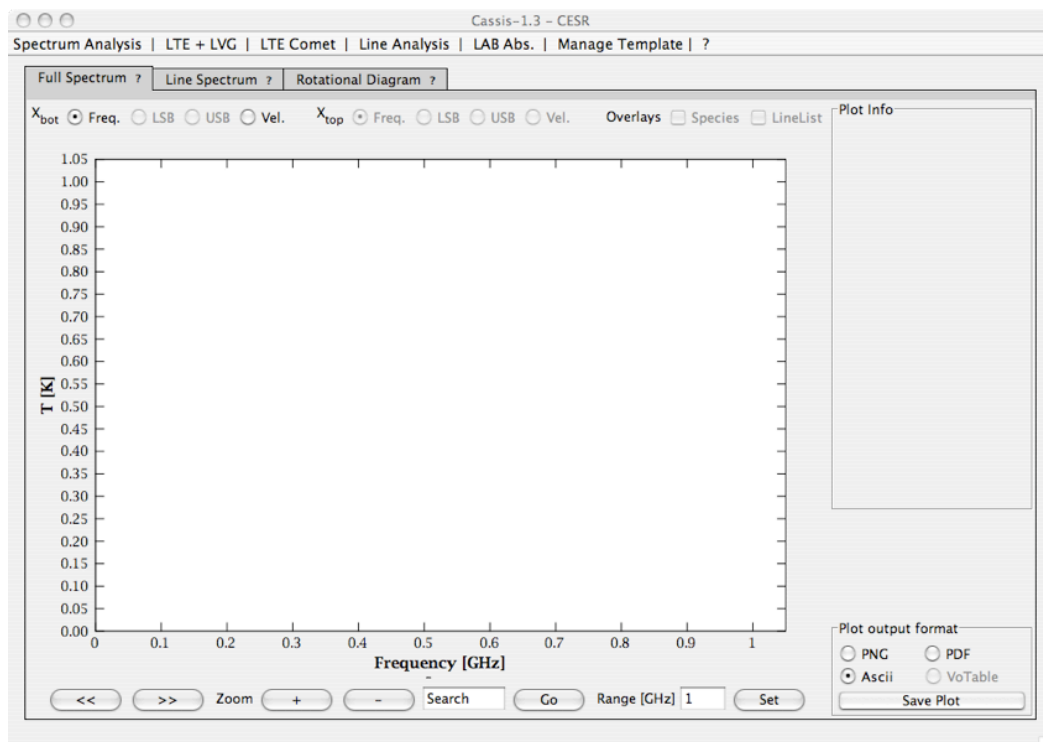 Cassis-1.3 - CESR
Spectrum Analysis | LTE + LVG | LTE Comet | Line Analysis | LAB Abs. | Manage Template | ?
Full Spectrum ? Line Spectrum ? Rotational Diagram ?
Xbot Freq. LSB USB Vel. Xtop Freq. LSB USB Vel. Overlays Species LineList
Plot Info
1.05
1.00
0.95
0.90
0.85
0.80
0.75
0.70
0.65
0.60
0.55
0.50
0.45
0.40
0.35
0.30
0.25
0.20
0.15
0.10
0.05
0.00
T [K]
0 0.1 0.2 0.3 0.4 0.5 0.6 0.7 0.8 0.9 1
Frequency [GHz]
-
<< >> Zoom + - Search Go Range [GHz] 1 Set
Plot output format
PNG PDF
Ascii VoTable
Save Plot